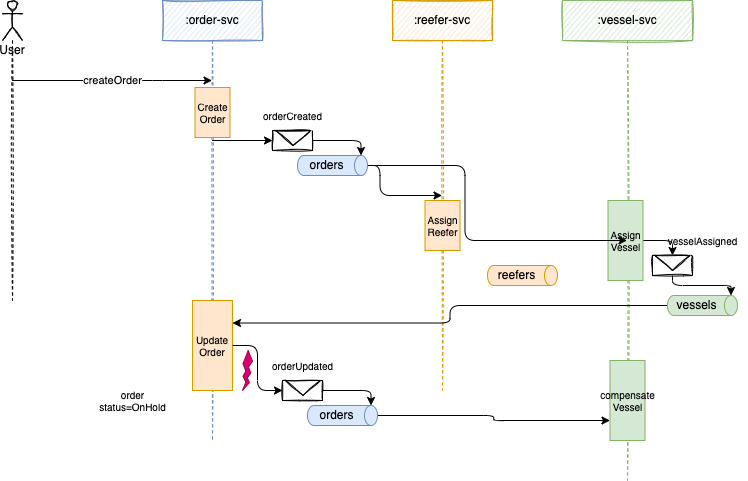 :order-svc
:reefer-svc
:vessel-svc
User
createOrder
Create
Order
orderCreated
orders
Assign
Reefer
Assign
Vessel
vesselAssigned
reefers
vessels
Update
Order
orderUpdated
order
status=OnHold
orders
compensate
Vessel